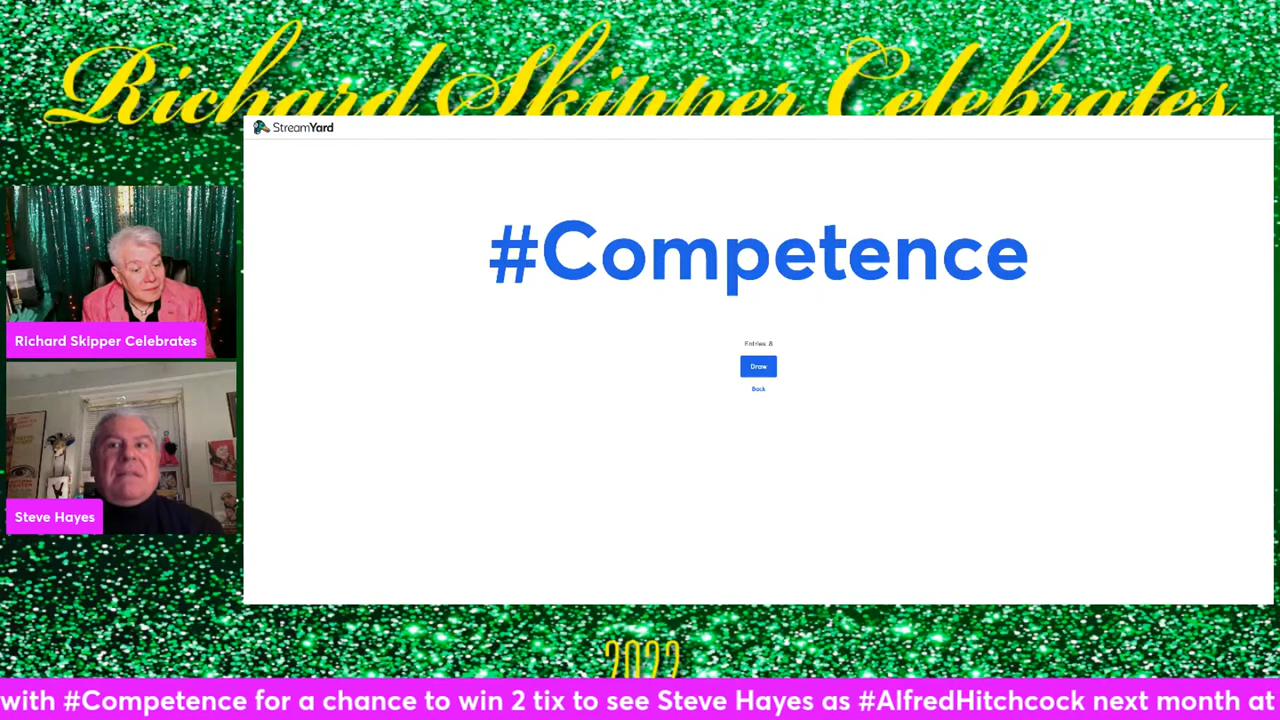 Richard Skipper Celebrates
StreamYard
#Competence
Entries: 8
Draw
Back
Richard Skipper Celebrates
Steve Hayes
2022
with #Competence for a chance to win 2 tix to see Steve Hayes as #AlfredHitchcock next month at